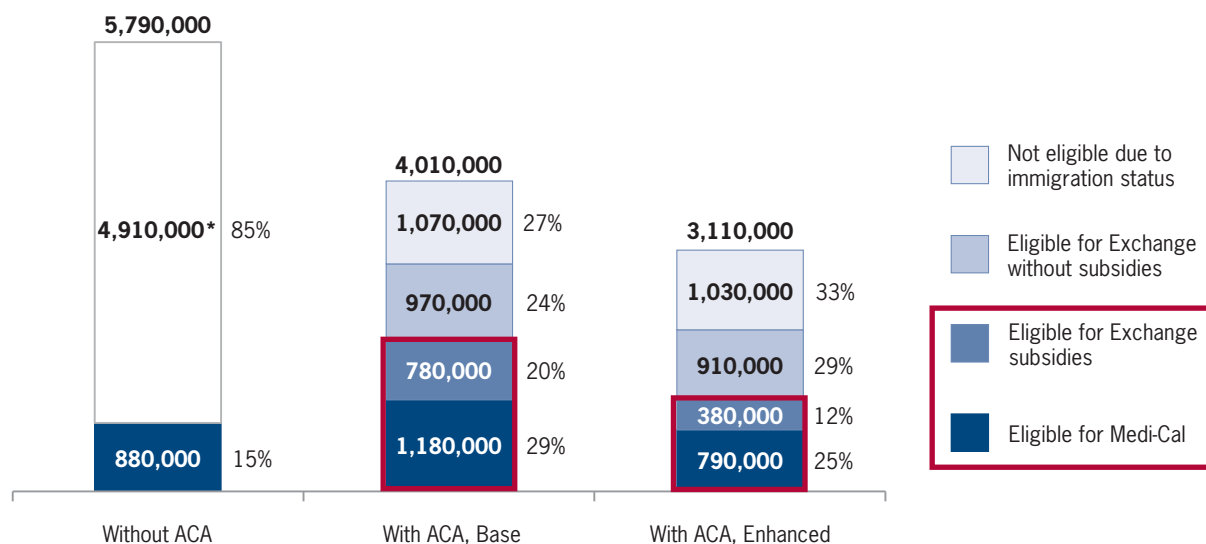 5,790,000
4,910,000* 85%
880,000 15%
Without ACA
4,010,000
1,070,000 27%
970,000 24%
780,000 20%
1,180,000 29%
With ACA, Base
3,110,000
1,030,000 33%
910,000 29%
380,000 12%
790,000 25%
With ACA, Enhanced
Not eligible due to
immigration status
Eligible for Exchange
without subsidies
Eligible for Exchange
subsidies
Eligible for Medi-Cal